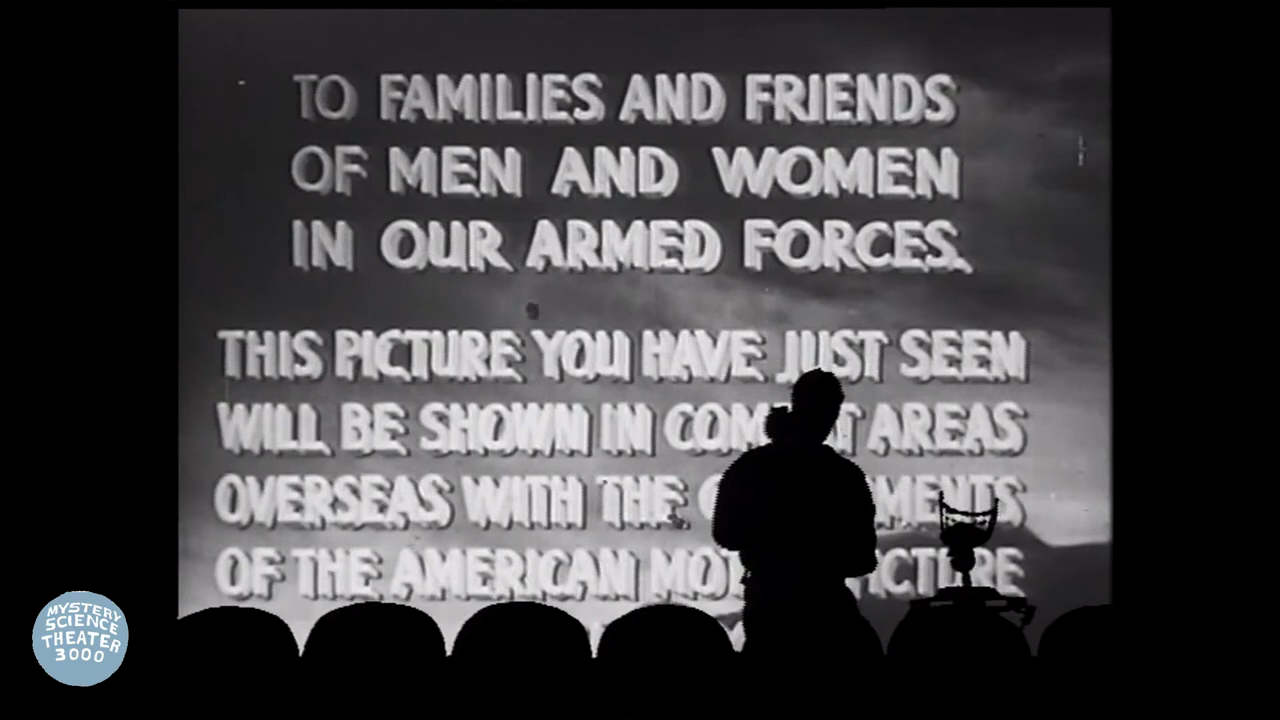 TO FAMILIES AND FRIENDS
OF MEN AND WOMEN
IN OUR ARMED FORCES.
THIS PICTURE YOU HAVE JUST SEEN
WILL BE SHOWN IN AREAS
OVERSEAS WITH THE
OF THE AMERICAN
MYSTERY
SCIENCE
THEATER
3000